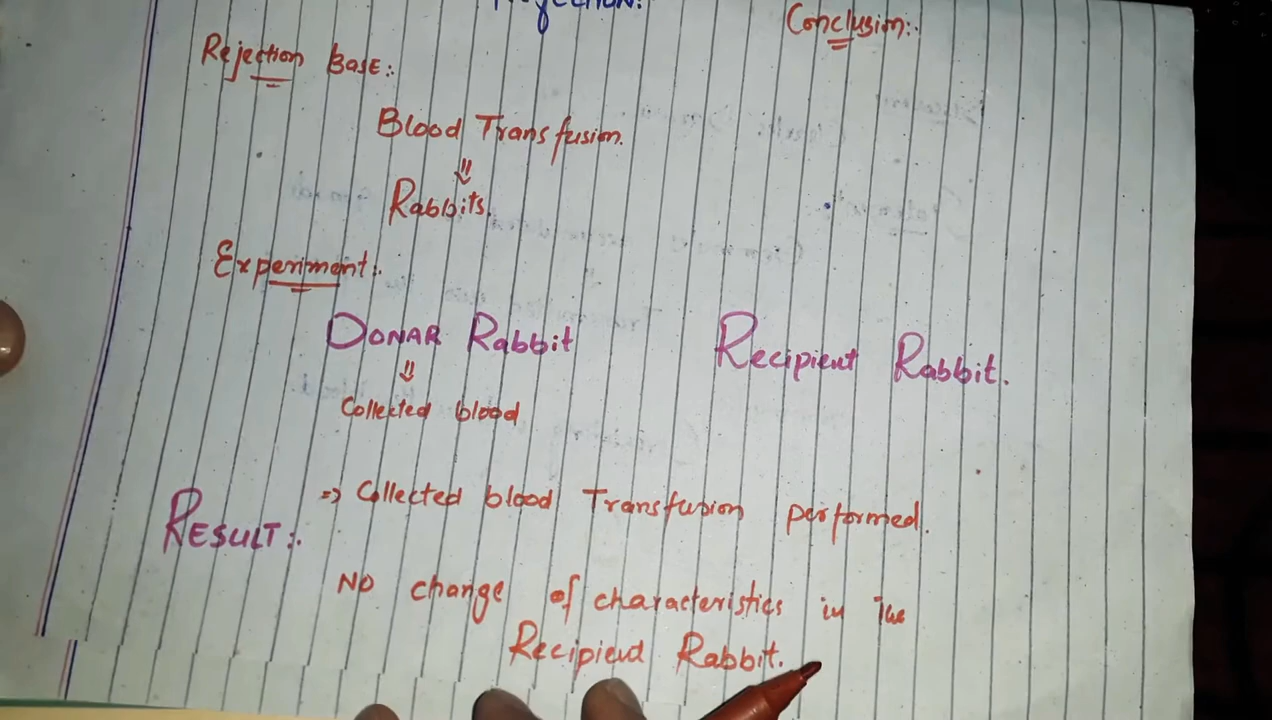 Conclusion:.
Rejection Base:.
Blood Transfusion.
⇓
Rabbits.
Experiment:.
DONAR Rabbit
Recipient Rabbit.
⇓
Collected blood
=> Collected blood Transfusion performed.
RESULT:.
No change of characteristics in the
Recipient Rabbit.